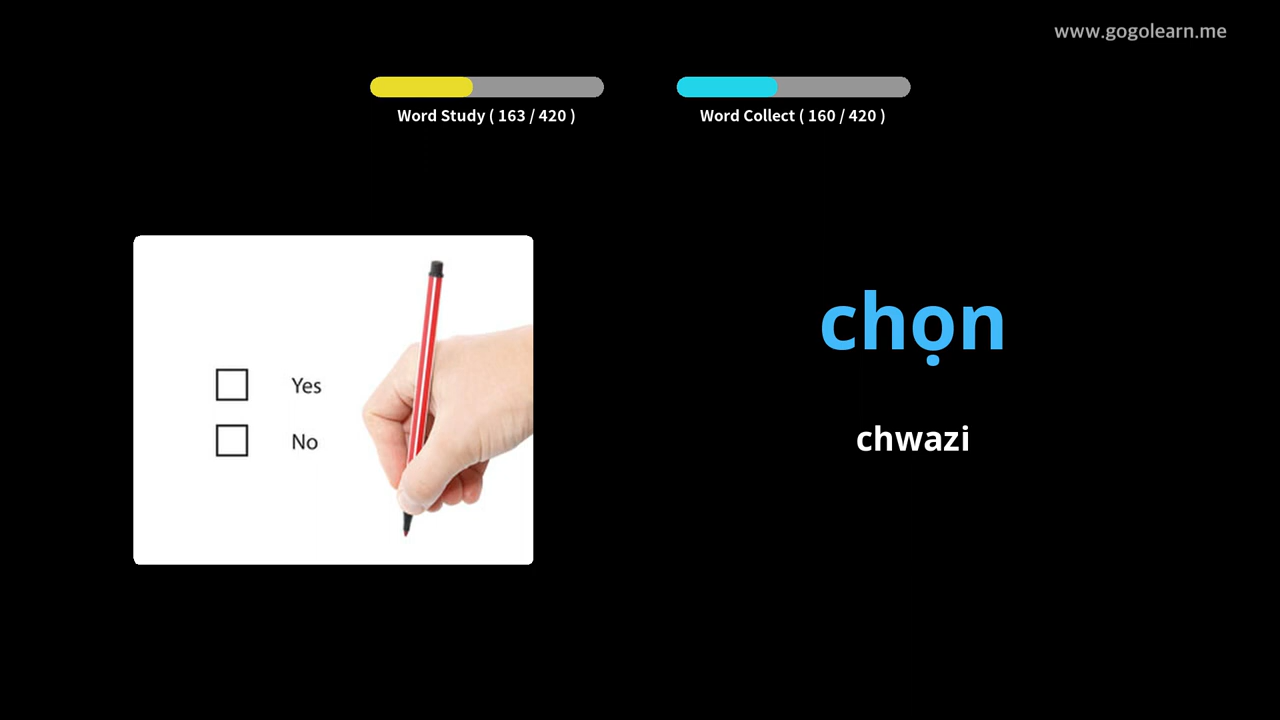 www.gogolearn.me
Word Study ( 163 / 420 )
Word Collect ( 160 / 420 )
Yes
No
chọn
chwazi